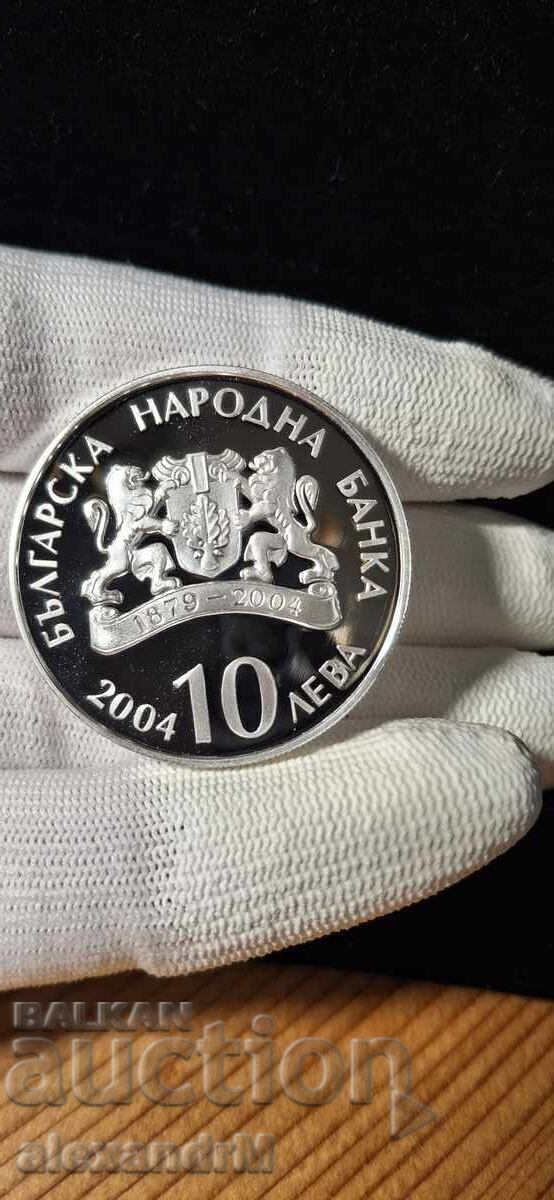 БЪЛГАРСКА НАРОДНА БАНКА
1879-2004
2004 10 ЛЕВА
BALKAN
auction
alexandrM